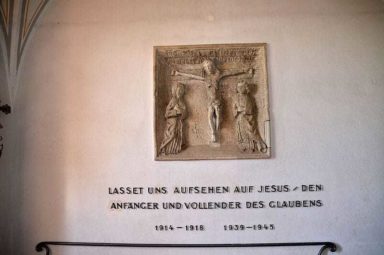 LASSET UNS AUFSEHEN AUF JESUS – DEN
ANFÄNGER UND VOLLENDER DES GLAUBENS
1914 – 1918 1939 – 1945